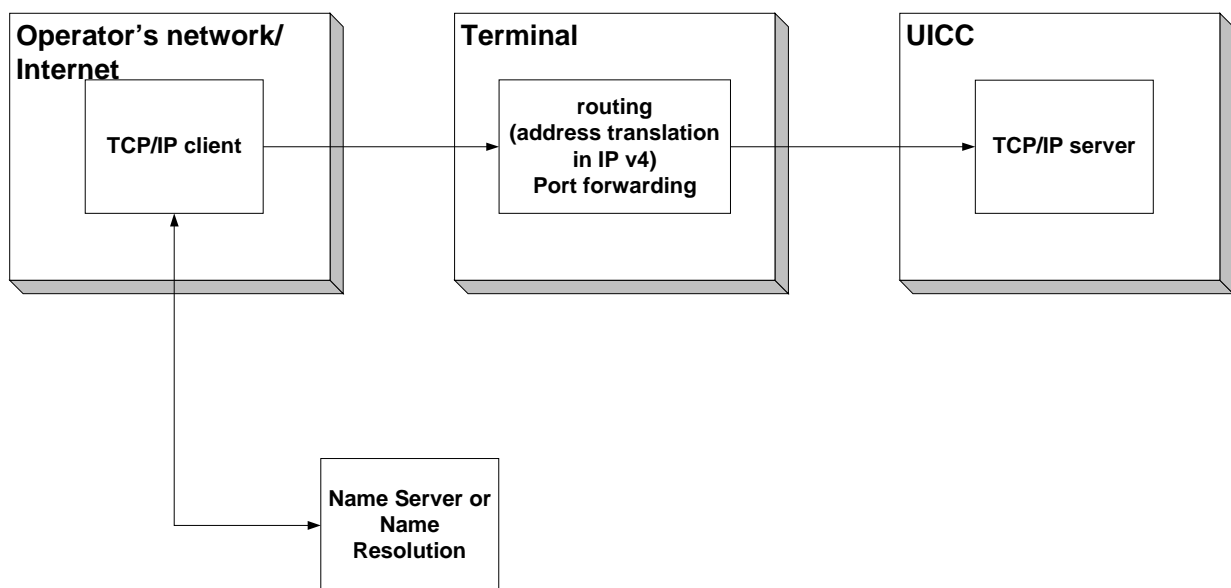 Operator's network/
Internet
TCP/IP client
Terminal
routing
(address translation
in IP v4)
Port forwarding
UICC
TCP/IP server
Name Server or
Name
Resolution